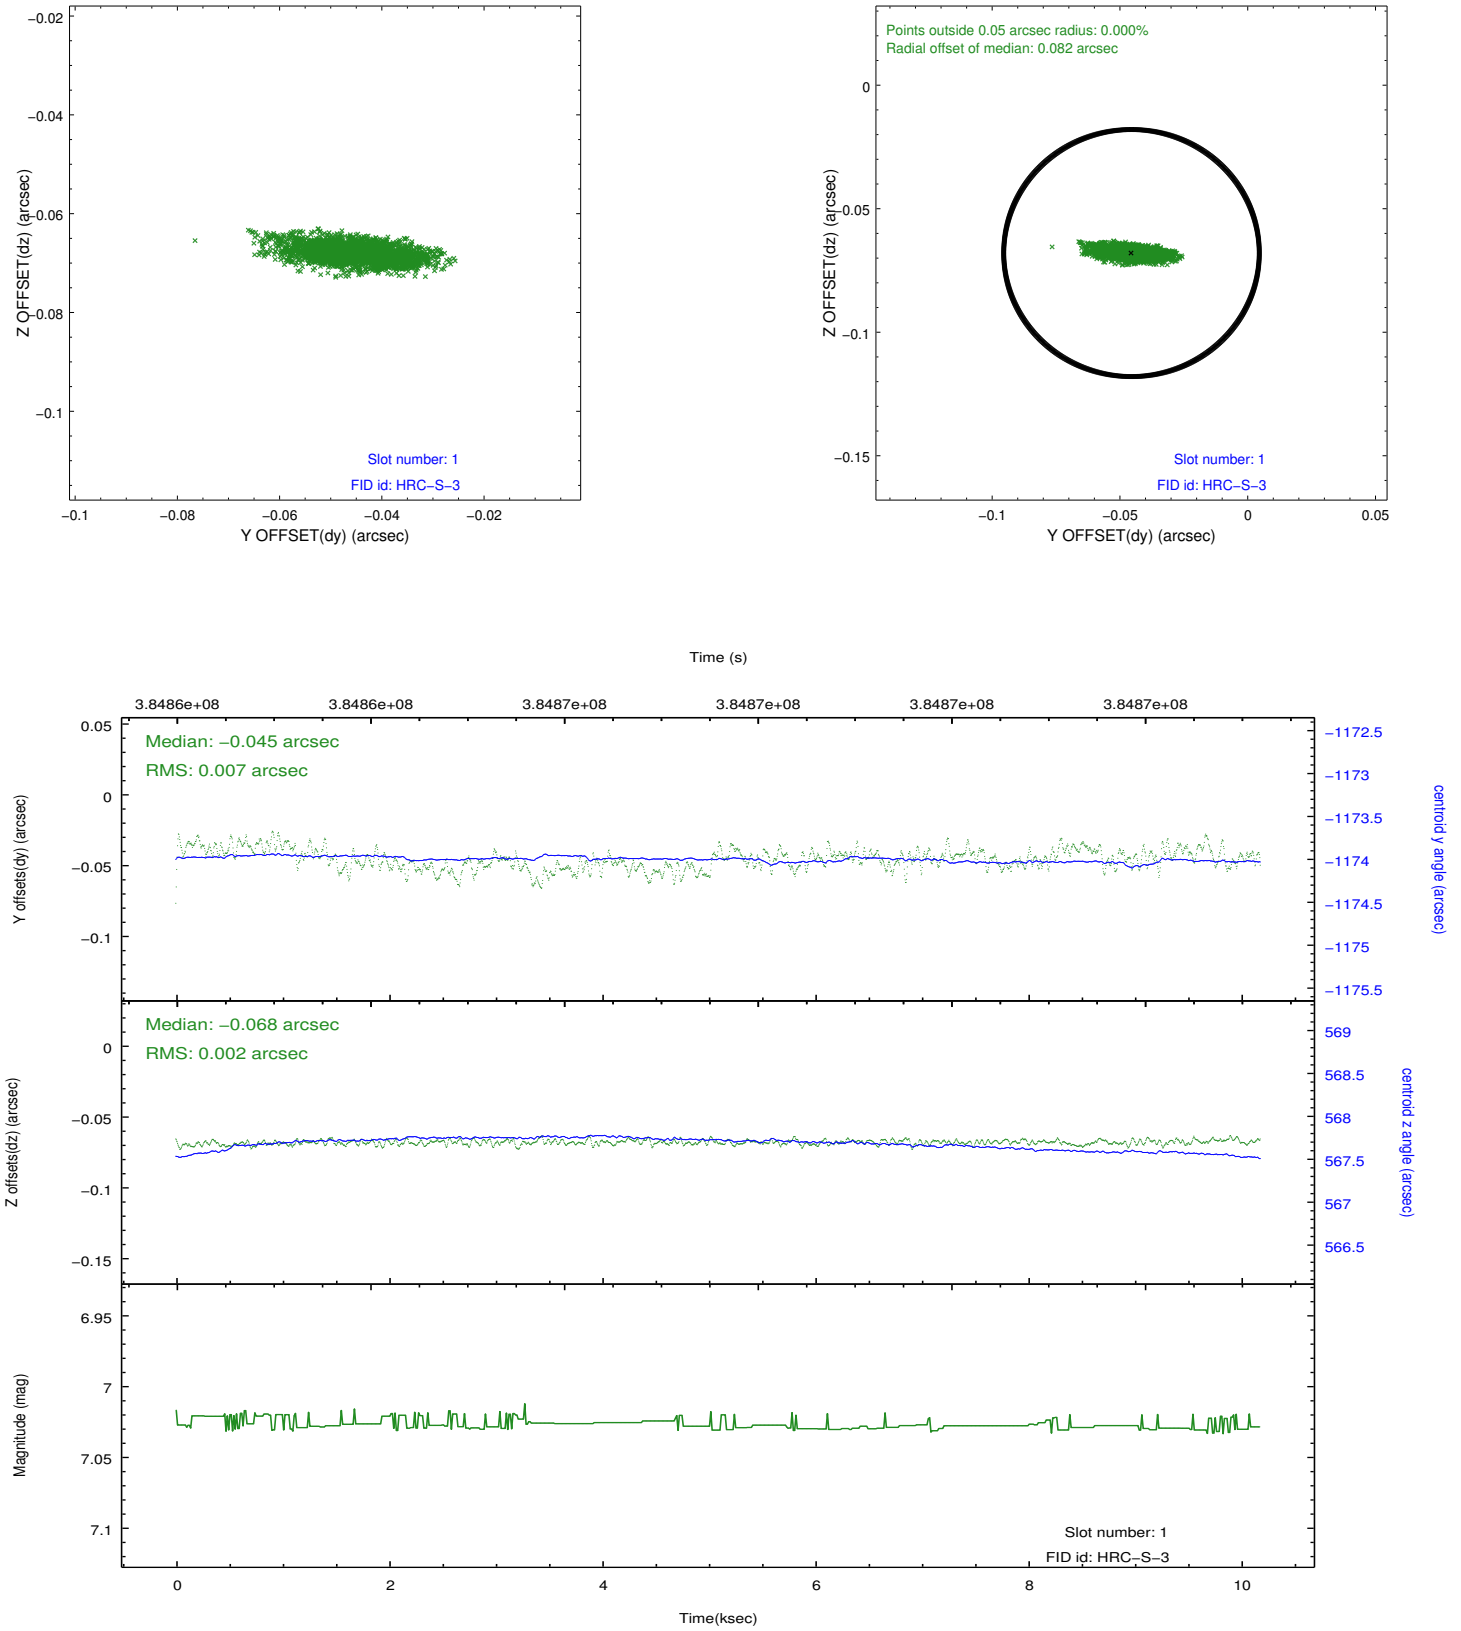 −0.02
−0.04
−0.06
−0.08
−0.1
Z OFFSET(dz) (arcsec)
−0.1
−0.08
−0.06
−0.04
−0.02
Y OFFSET(dy) (arcsec)
Slot number: 1
FID id: HRC−S−3
Points outside 0.05 arcsec radius: 0.000%
Radial offset of median: 0.082 arcsec
0
−0.05
−0.1
−0.15
Z OFFSET(dz) (arcsec)
Slot number: 1
FID id: HRC−S−3
−0.1
−0.05
0
0.05
Y OFFSET(dy) (arcsec)
Time (s)
3.8486e+08
3.8486e+08
3.8487e+08
3.8487e+08
3.8487e+08
3.8487e+08
Median: −0.045 arcsec
RMS: 0.007 arcsec
0.05
0
−0.05
−0.1
Y offsets(dy) (arcsec)
−1172.5
−1173
−1173.5
−1174
−1174.5
−1175
−1175.5
centroid y angle (arcsec)
Median: −0.068 arcsec
RMS: 0.002 arcsec
0
−0.05
−0.1
−0.15
Z offsets(dz) (arcsec)
569
568.5
568
567.5
567
566.5
centroid z angle (arcsec)
6.95
7
7.05
7.1
Magnitude (mag)
Slot number: 1
FID id: HRC−S−3
0
2
4
6
8
10
Time(ksec)